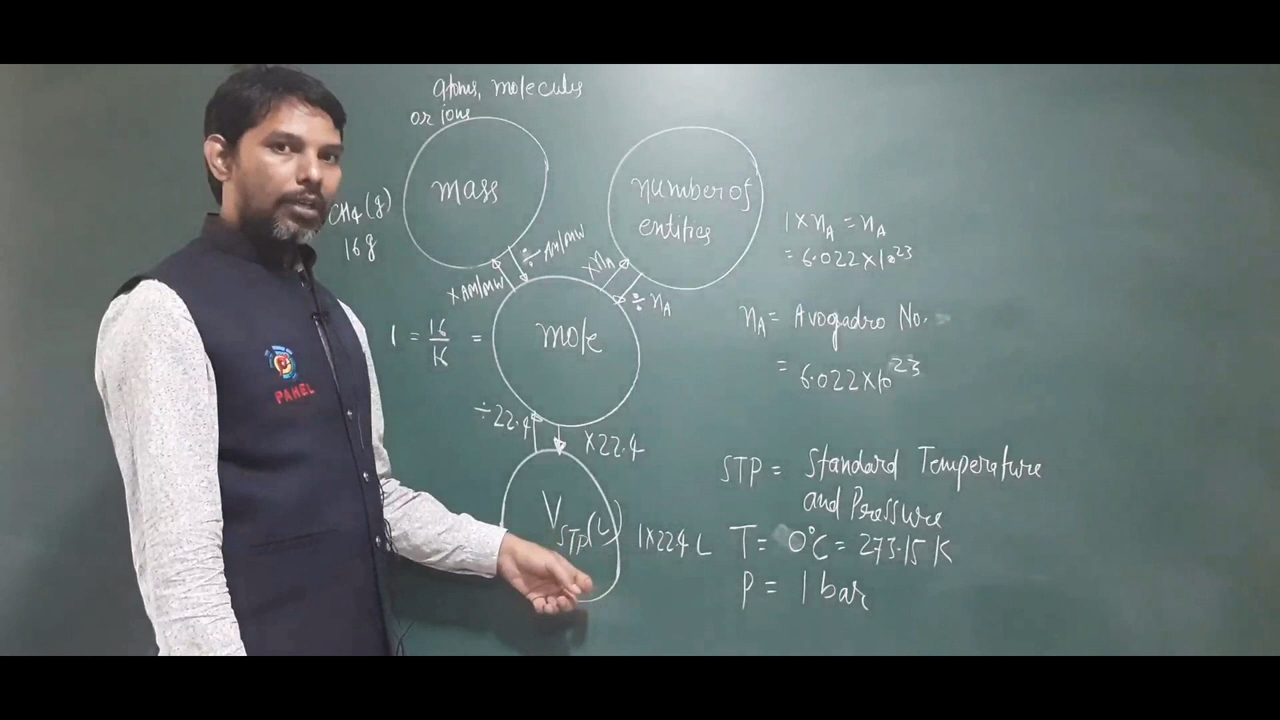 atoms, molecules
or ions
mass
CH4(g)
16 g
÷ AM/MW
× AM/MW
number of
entities
× nA
÷ nA
1 × nA = nA
= 6.022×10^23
nA = Avogadro No.
= 6.022×10^23
1 = 16/16 =
mole
÷22.4
×22.4
VSTP(L)
1×22.4 L
STP = Standard Temperature
and Pressure
T = 0°C = 273.15 K
P = 1 bar
PAHEL